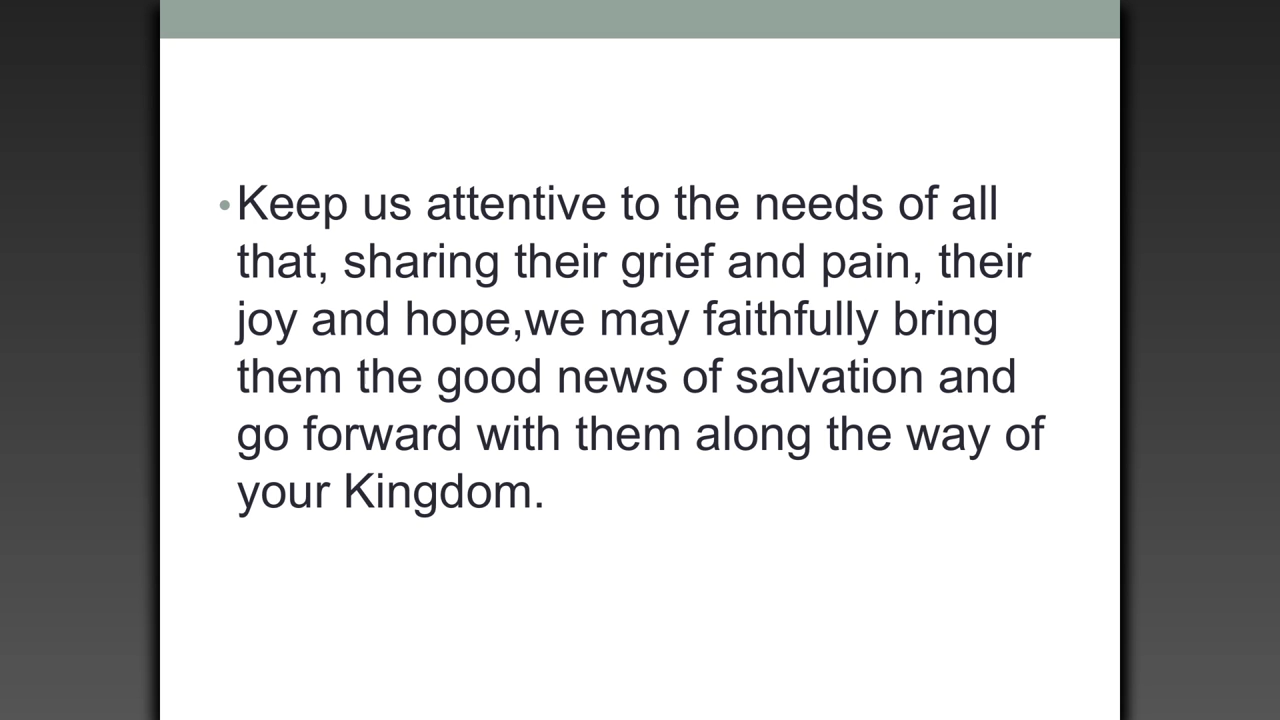 •Keep us attentive to the needs of all
that, sharing their grief and pain, their
joy and hope,we may faithfully bring
them the good news of salvation and
go forward with them along the way of
your Kingdom.